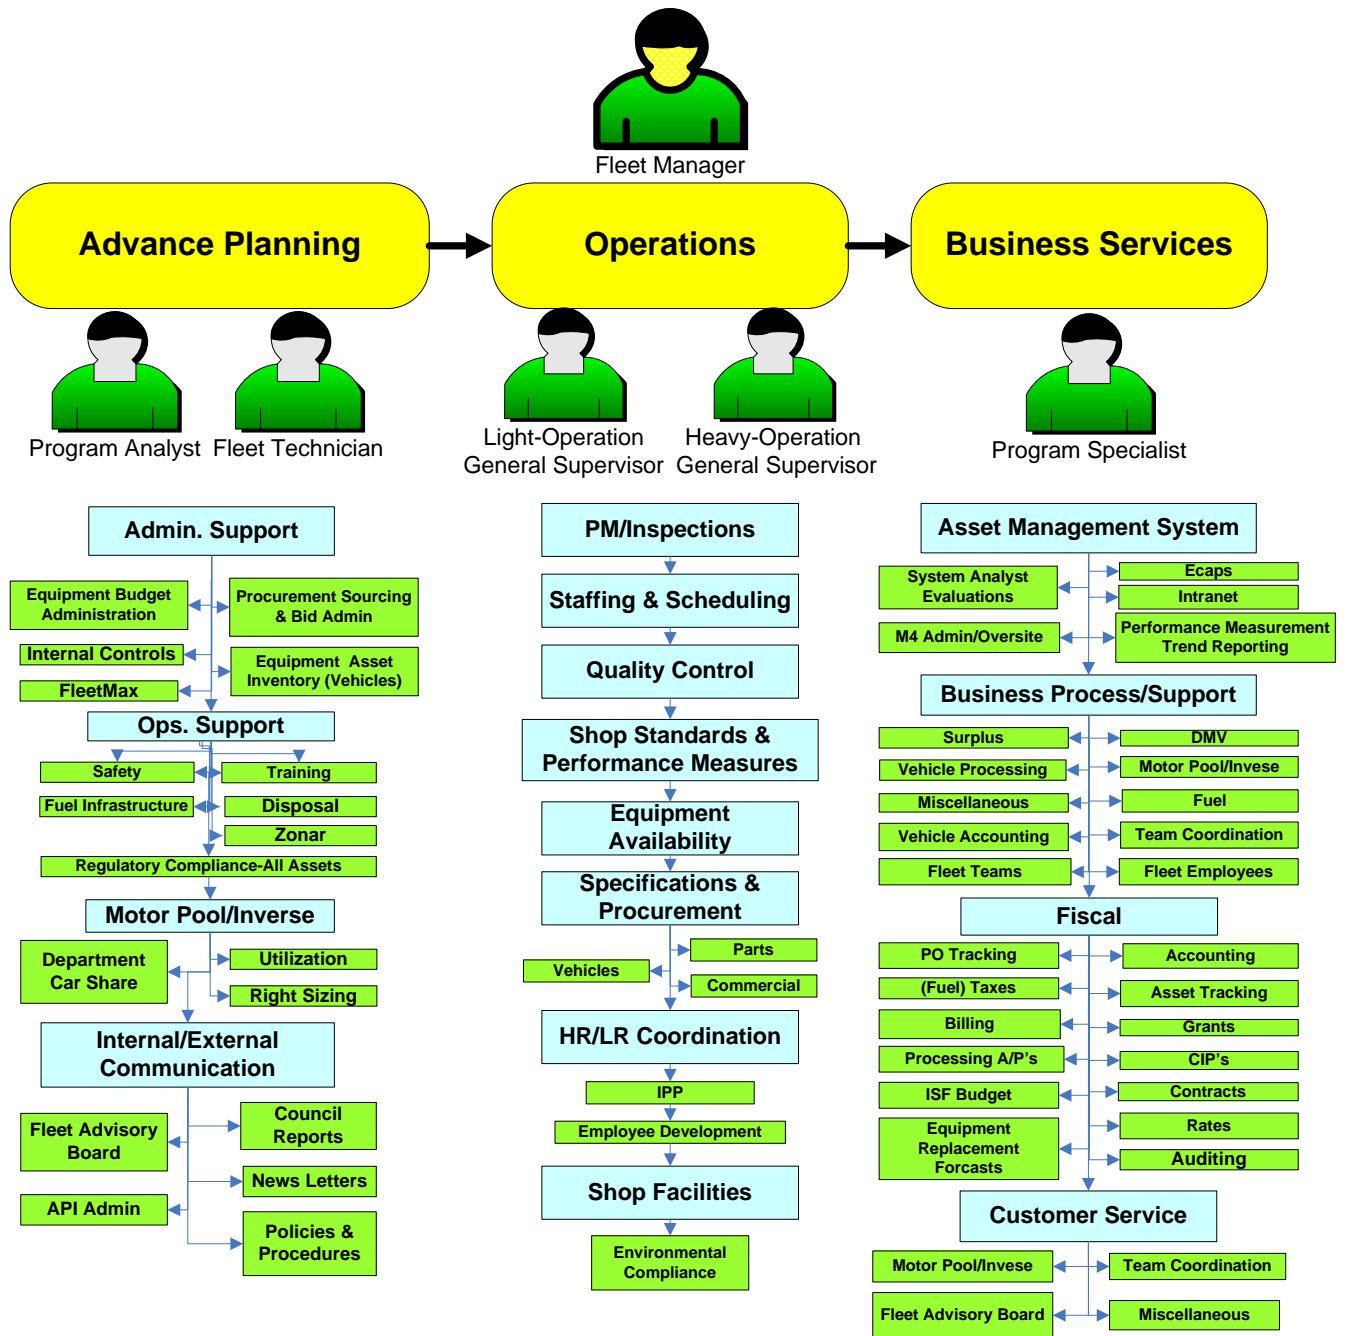 Fleet Manager
Advance Planning
Operations
Business Services
Program Analyst
Fleet Technician
Light-Operation
General Supervisor
Heavy-Operation
General Supervisor
Program Specialist
Admin. Support
Equipment Budget
Administration
Procurement Sourcing
& Bid Admin
Internal Controls
Equipment Asset
Inventory (Vehicles)
FleetMax
Ops. Support
Safety
Training
Fuel Infrastructure
Disposal
Zonar
Regulatory Compliance-All Assets
Motor Pool/Inverse
Department
Car Share
Utilization
Right Sizing
Internal/External
Communication
Fleet Advisory
Board
Council
Reports
News Letters
API Admin
Policies &
Procedures
PM/Inspections
Staffing & Scheduling
Quality Control
Shop Standards &
Performance Measures
Equipment
Availability
Specifications &
Procurement
Parts
Vehicles
Commercial
HR/LR Coordination
IPP
Employee Development
Shop Facilities
Environmental
Compliance
Asset Management System
System Analyst
Evaluations
Ecaps
Intranet
M4 Admin/Oversite
Performance Measurement
Trend Reporting
Business Process/Support
Surplus
DMV
Vehicle Processing
Motor Pool/Invese
Miscellaneous
Fuel
Vehicle Accounting
Team Coordination
Fleet Teams
Fleet Employees
Fiscal
PO Tracking
Accounting
(Fuel) Taxes
Asset Tracking
Billing
Grants
Processing A/P's
CIP's
ISF Budget
Contracts
Equipment
Replacement
Forcasts
Rates
Auditing
Customer Service
Motor Pool/Invese
Team Coordination
Fleet Advisory Board
Miscellaneous